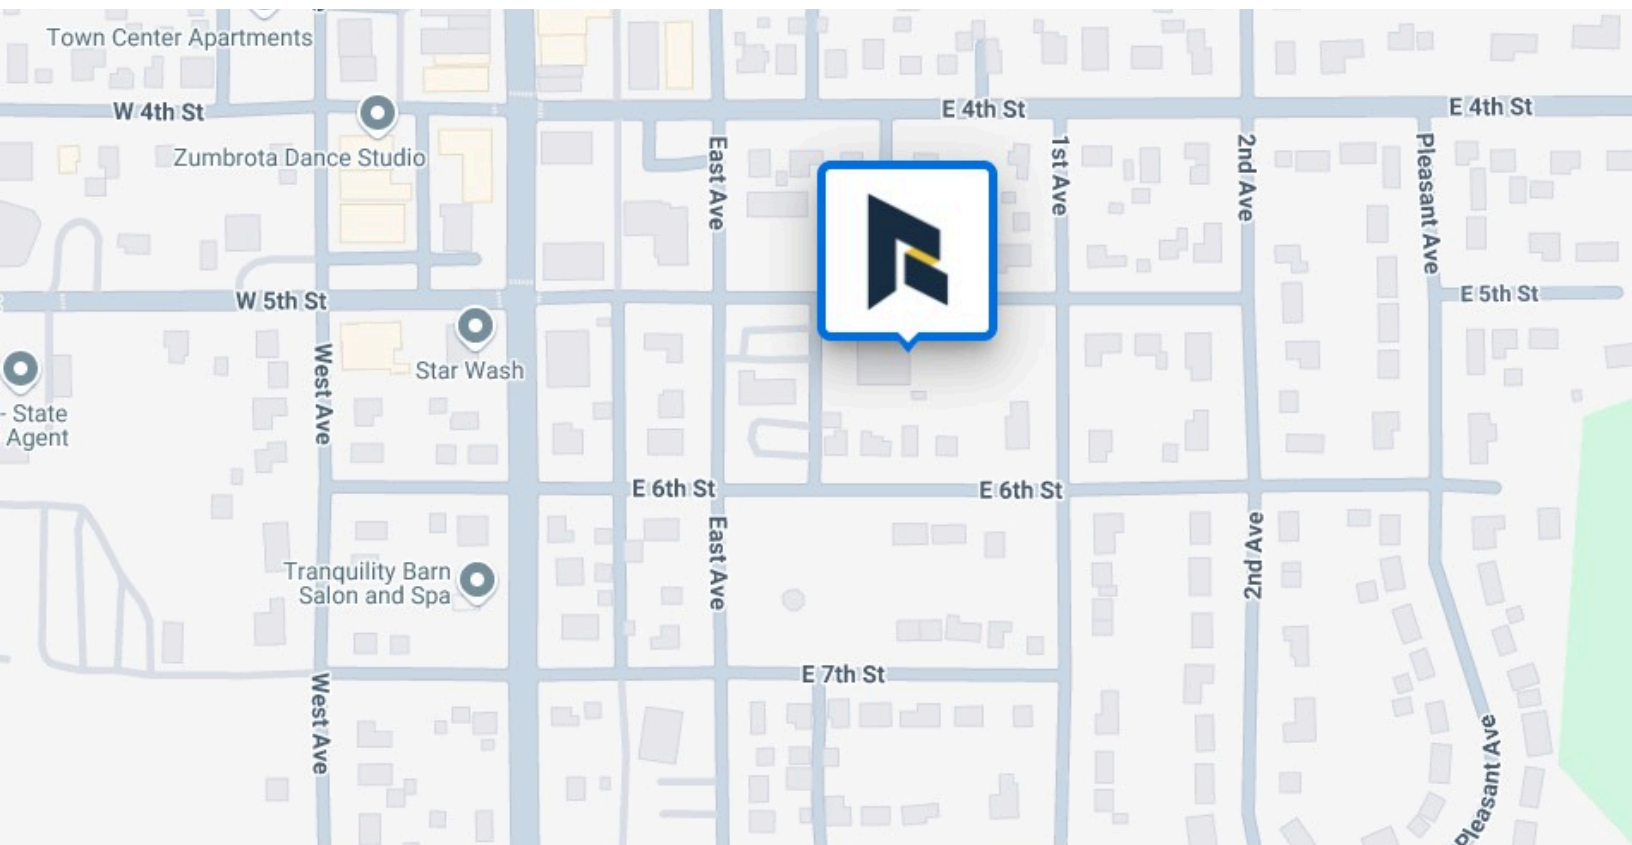 Town Center Apartments
W 4th St
E 4th St
E 4th St
Zumbrota Dance Studio
East Ave
1st Ave
2nd Ave
Pleasant Ave
W 5th St
E 5th St
West Ave
Star Wash
- State
Agent
E 6th St
E 6th St
East Ave
2nd Ave
Tranquility Barn
Salon and Spa
E 7th St
West Ave
Pleasant Ave